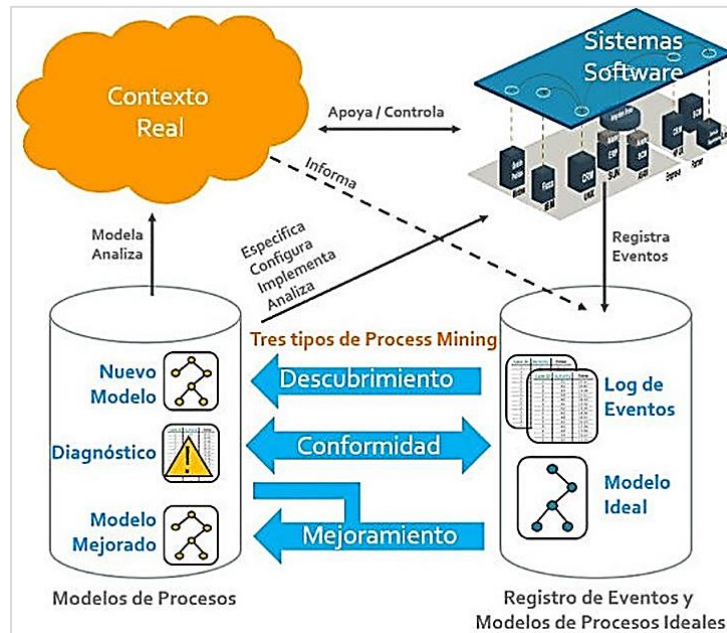 Sistemas
Software
Contexto
Real
Apoya / Controla
Informa
Modela
Analiza
Especifica
Configura
Implementa
Analiza
Registra
Eventos
Tres tipos de Process Mining
Nuevo
Modelo
Descubrimiento
Log de
Eventos
Diagnóstico
Conformidad
Modelo
Ideal
Modelo
Mejorado
Mejoramiento
Modelos de Procesos
Registro de Eventos y
Modelos de Procesos Ideales